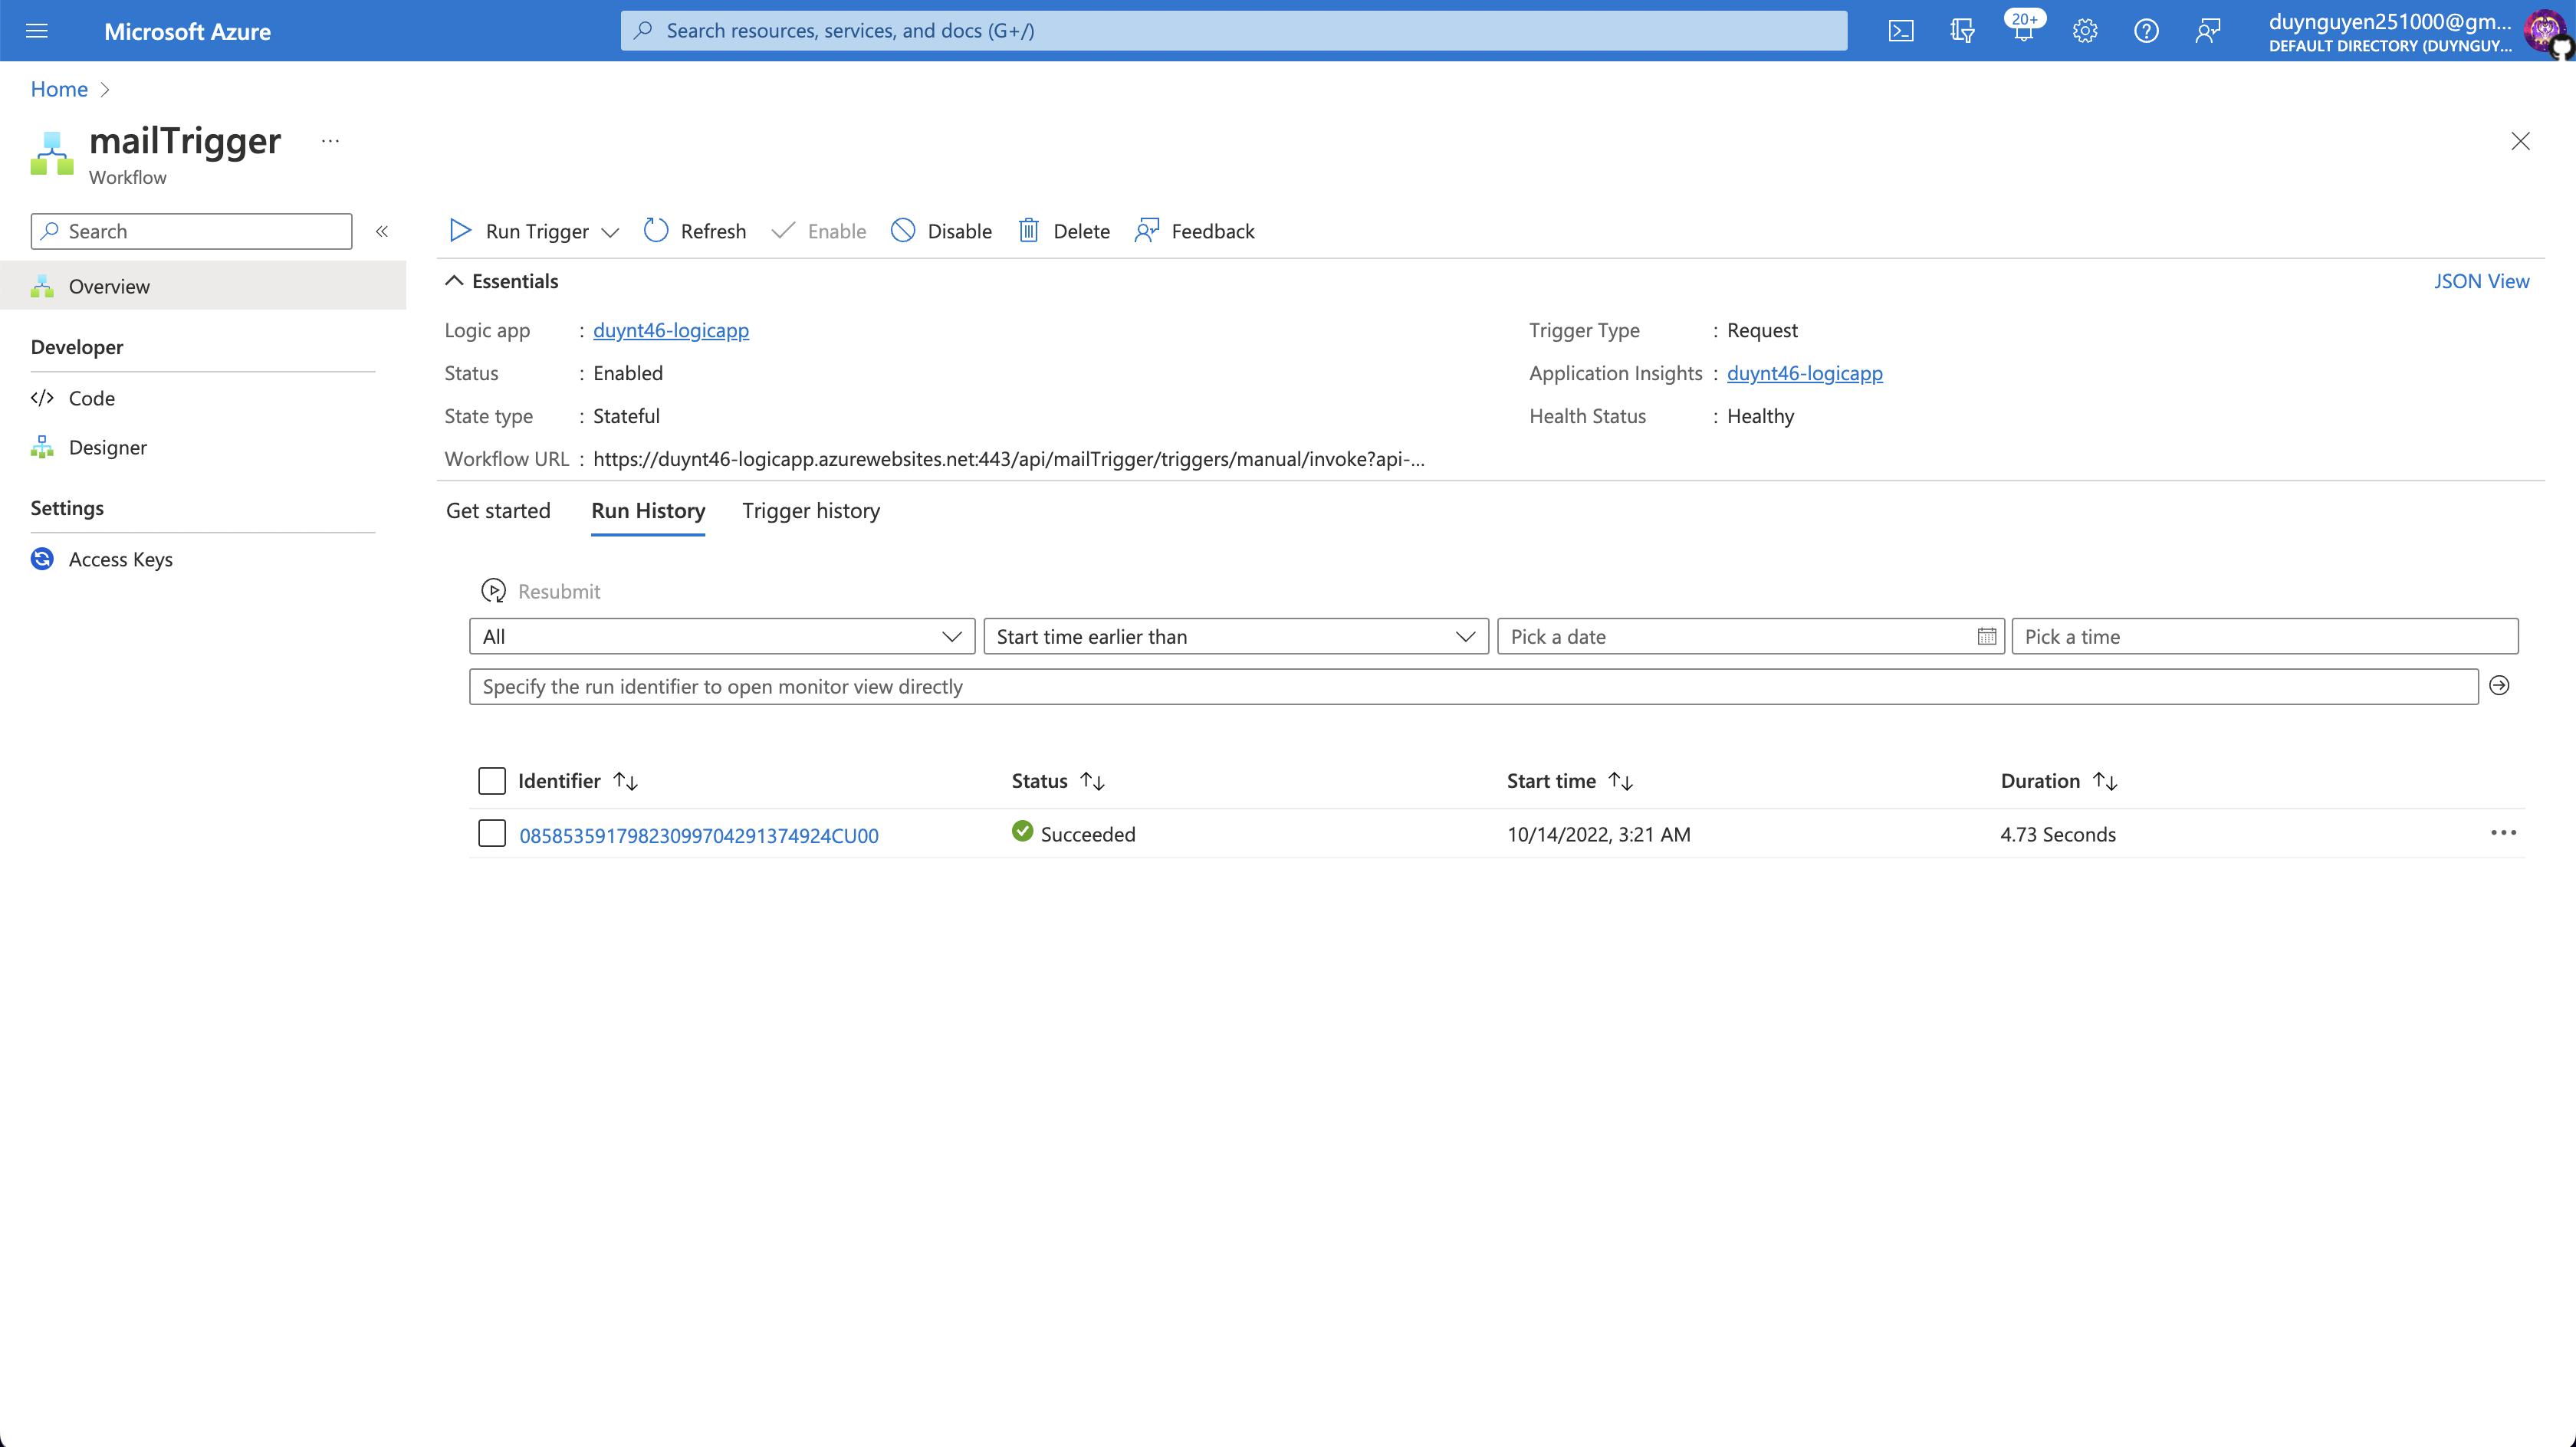 Microsoft Azure
Search resources, services, and docs (G+/)
20+
duynguyen251000@gm...
DEFAULT DIRECTORY (DUYNGUY...
Home
mailTrigger
...
Workflow
Search
Overview
Developer
Code
Designer
Settings
Access Keys
Run Trigger
Refresh
Enable
Disable
Delete
Feedback
Essentials
JSON View
Logic app : duynt46-logicapp
Trigger Type : Request
Status : Enabled
Application Insights : duynt46-logicapp
State type : Stateful
Health Status : Healthy
Workflow URL : https://duynt46-logicapp.azurewebsites.net:443/api/mailTrigger/triggers/manual/invoke?api-...
Get started
Run History
Trigger history
Resubmit
All
Start time earlier than
Pick a date
Pick a time
Specify the run identifier to open monitor view directly
Identifier Status Start time Duration
08585359179823099704291374924CU00 Succeeded 10/14/2022, 3:21 AM 4.73 Seconds